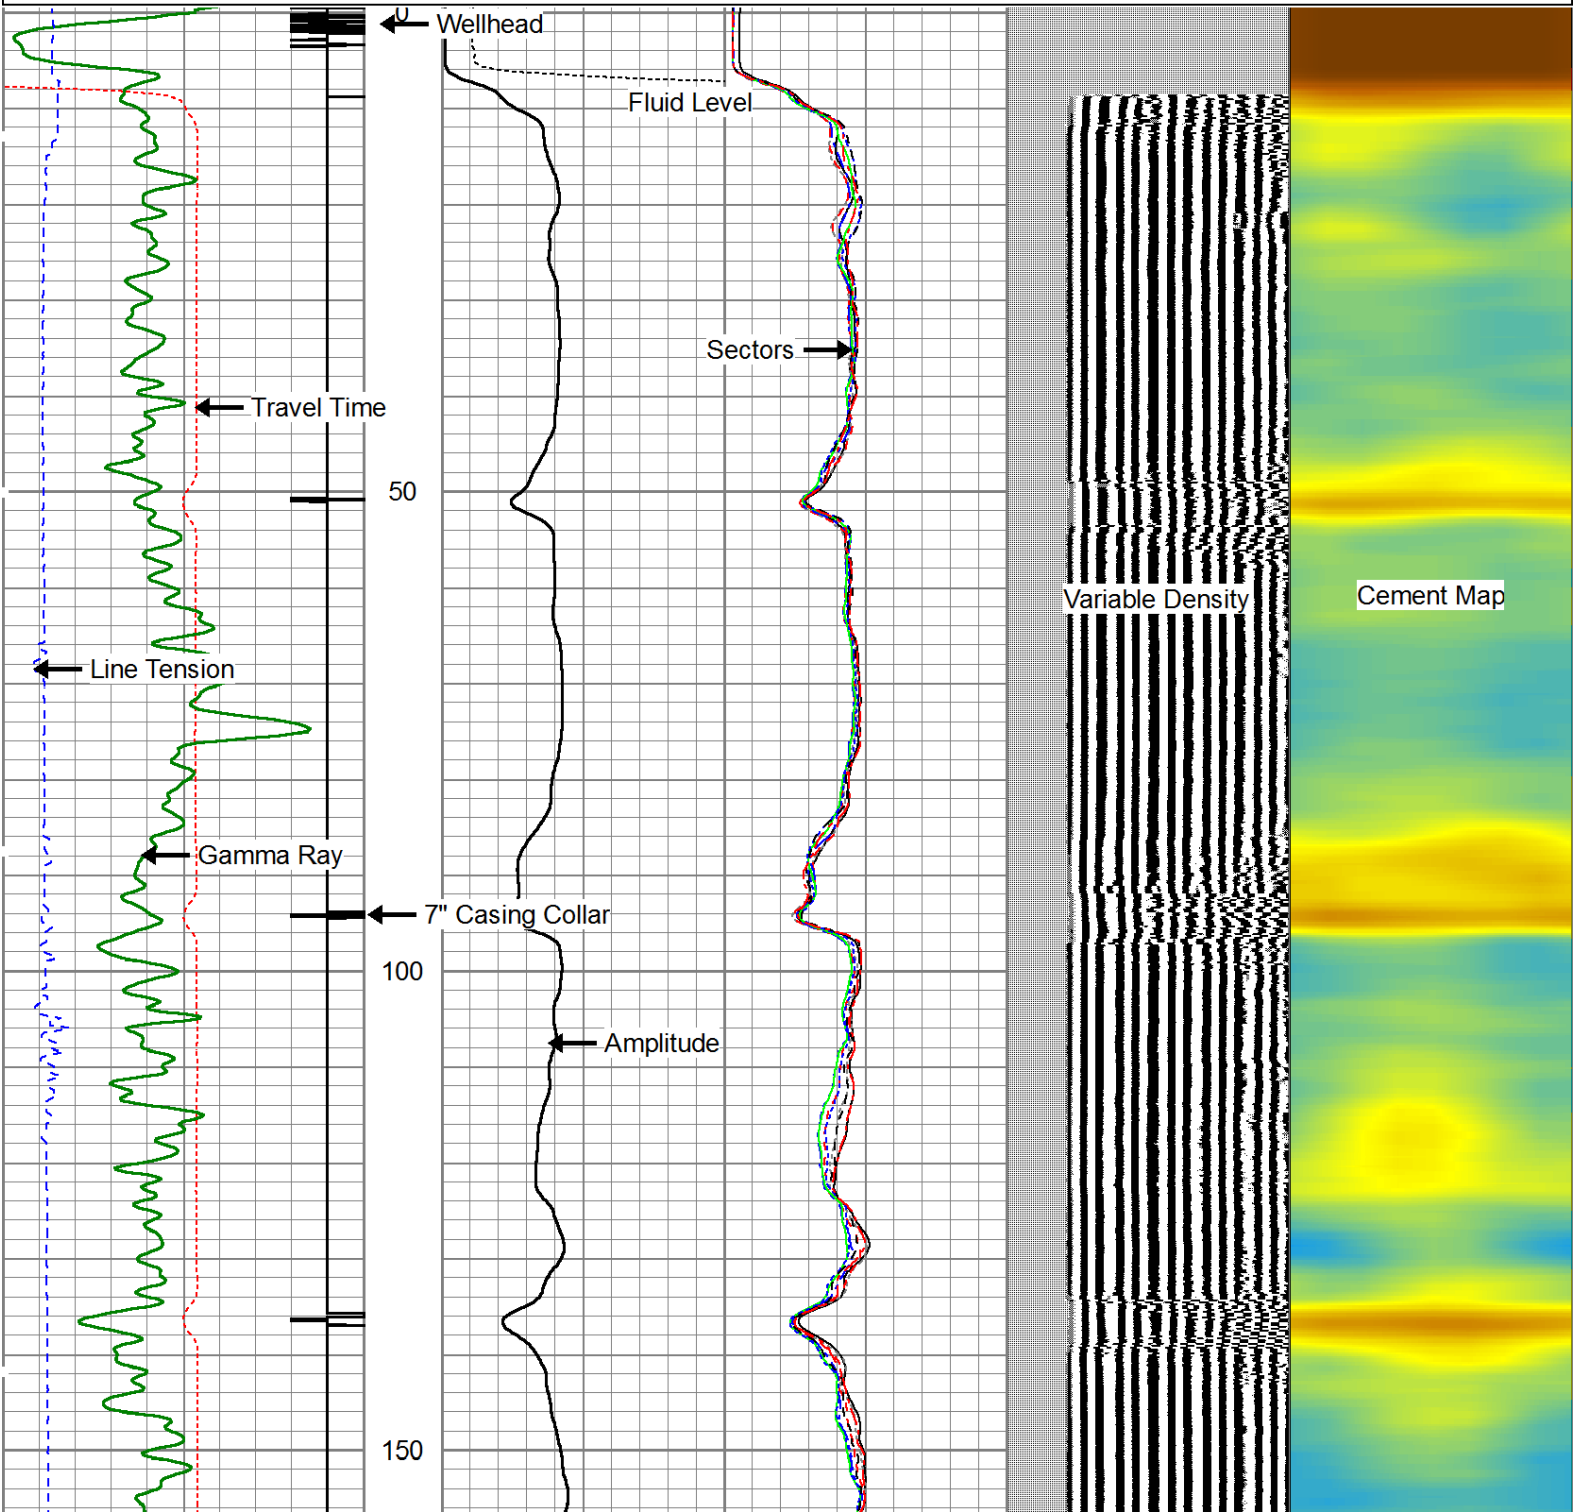 0
Wellhead
Fluid Level
Sectors
Travel Time
50
Variable Density
Cement Map
Line Tension
Gamma Ray
7" Casing Collar
100
Amplitude
150